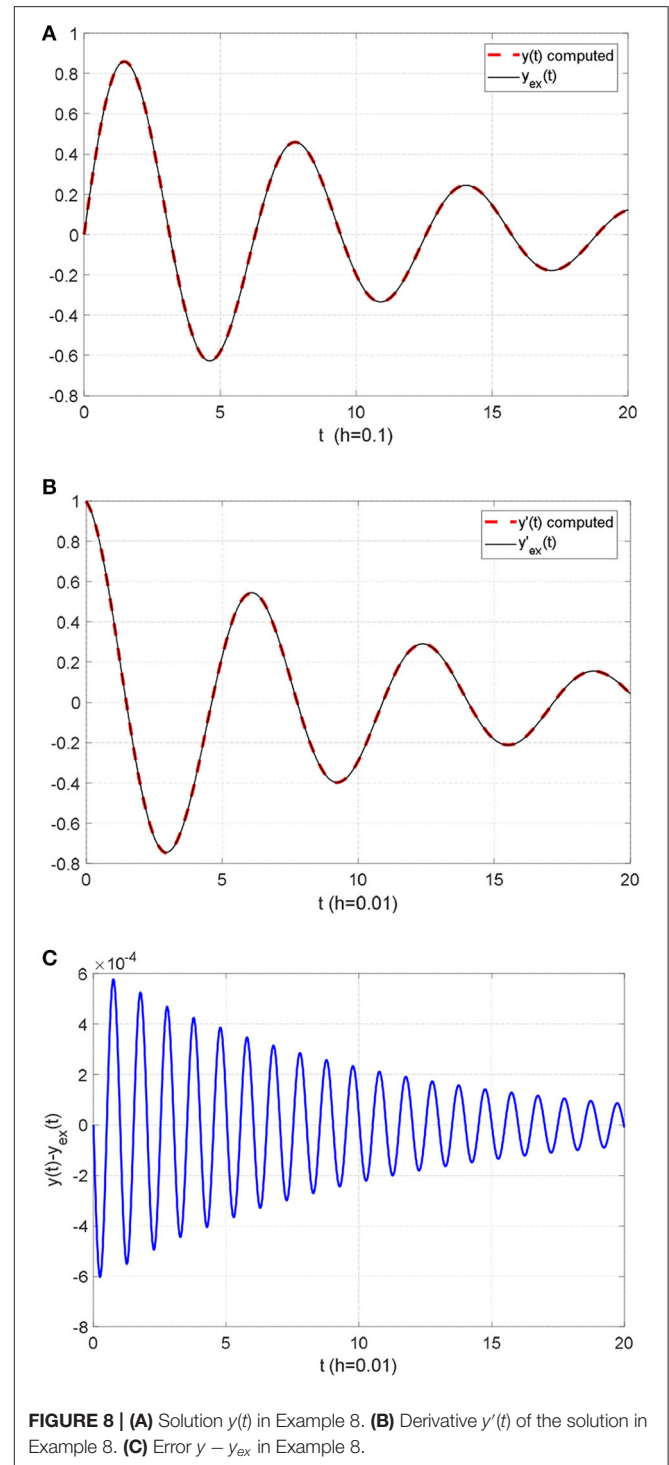 A
1
0.8
0.6
0.4
0.2
0
-0.2
-0.4
-0.6
-0.8
y(t) computed
y_ex(t)
0 5 10 15 20
t (h=0.1)
B
1
0.8
0.6
0.4
0.2
0
-0.2
-0.4
-0.6
-0.8
y'(t) computed
y'_ex(t)
0 5 10 15 20
t (h=0.01)
C
×10^-4
6
4
2
0
-2
-4
-6
-8
y(t)-y_ex(t)
0 5 10 15 20
t (h=0.01)
FIGURE 8 | (A) Solution y(t) in Example 8. (B) Derivative y′(t) of the solution in
Example 8. (C) Error y − y_ex in Example 8.